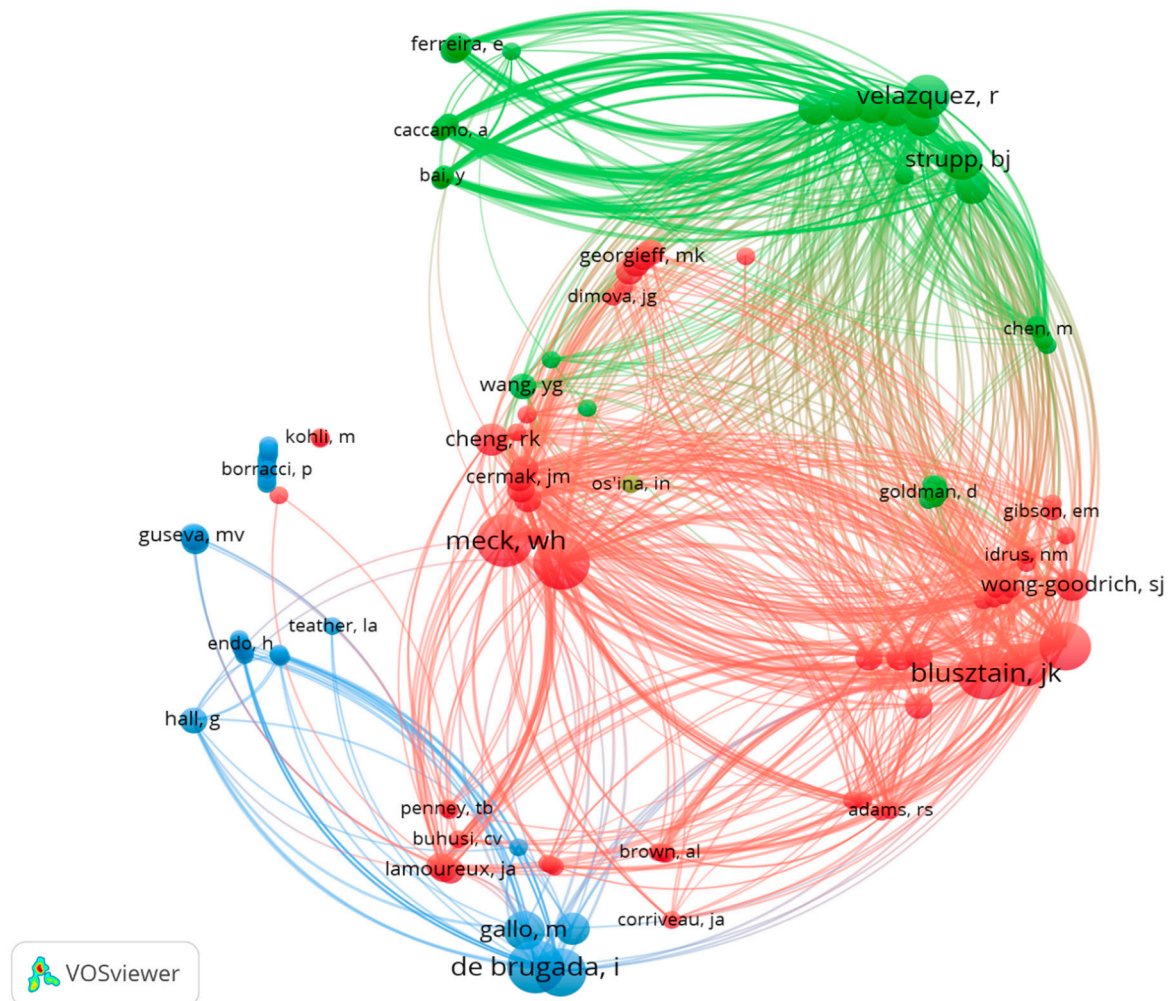 ferreira, e
velazquez, r
caccamo, a
strupp, bj
bai, y
georgieff, mk
dimova, jg
chen, m
wang, yg
kohli, m
cheng, rk
borracci, p
cermak, jm
os'ina, in
goldman, d
gibson, em
guseva, mv
meck, wh
idrus, nm
wong-goodrich, sj
teather, la
endo, h
blusztain, jk
hall, g
penney, tb
adams, rs
buhusi, cv
brown, al
lamoureux, ja
corriveau, ja
gallo, m
de brugada, i
VOSviewer